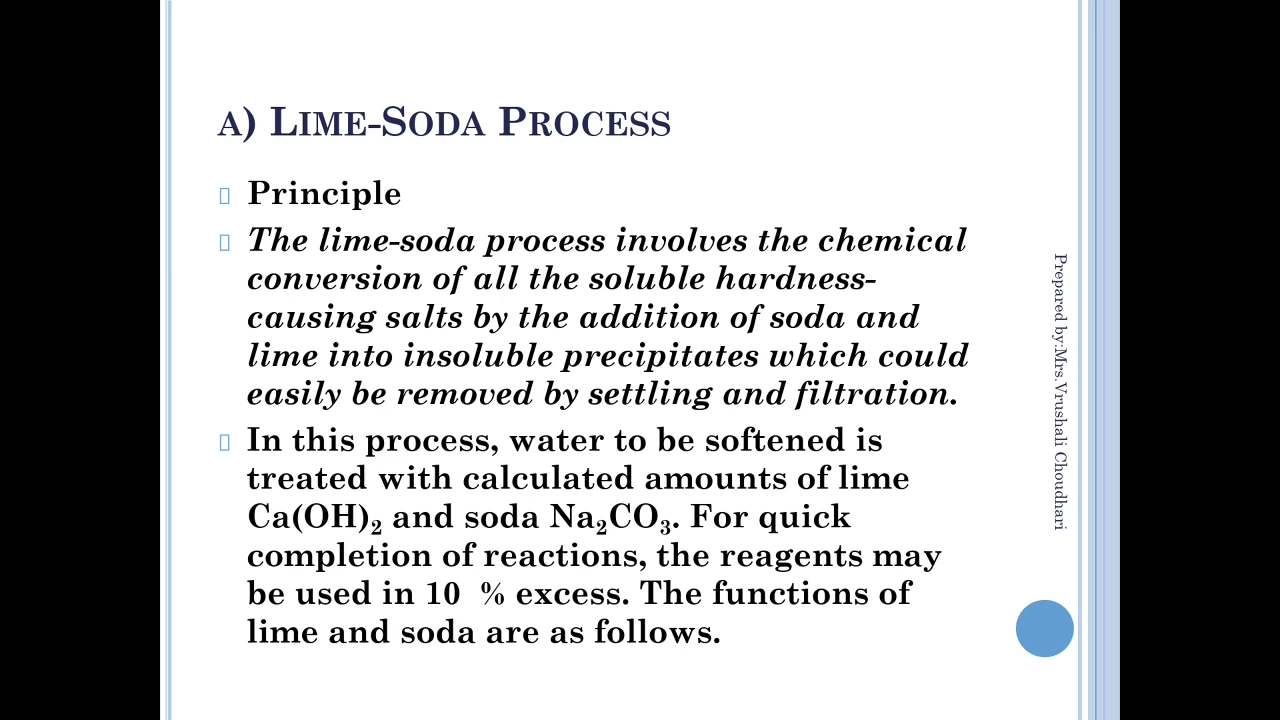 A) LIME-SODA PROCESS
Principle
The lime-soda process involves the chemical
conversion of all the soluble hardness-
causing salts by the addition of soda and
lime into insoluble precipitates which could
easily be removed by settling and filtration.
In this process, water to be softened is
treated with calculated amounts of lime
Ca(OH)₂ and soda Na₂CO₃. For quick
completion of reactions, the reagents may
be used in 10  % excess. The functions of
lime and soda are as follows.
Prepared by:Mrs.Vrushali Choudhari